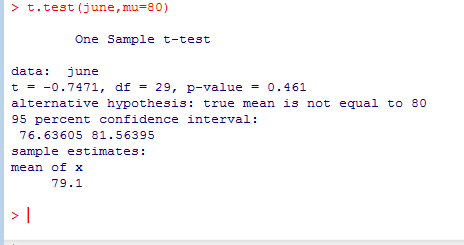 > t.test(june,mu=80)
One Sample t-test
data: june
t = -0.7471, df = 29, p-value = 0.461
alternative hypothesis: true mean is not equal to 80
95 percent confidence interval:
76.63605 81.56395
sample estimates:
mean of x
79.1
>